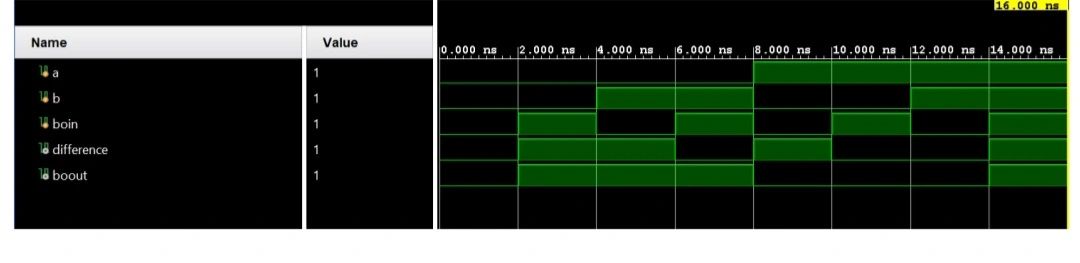 16.000 ns
Name Value
0.000 ns 2.000 ns 4.000 ns 6.000 ns 8.000 ns 10.000 ns 12.000 ns 14.000 ns
a 1
b 1
boin 1
difference 1
boout 1